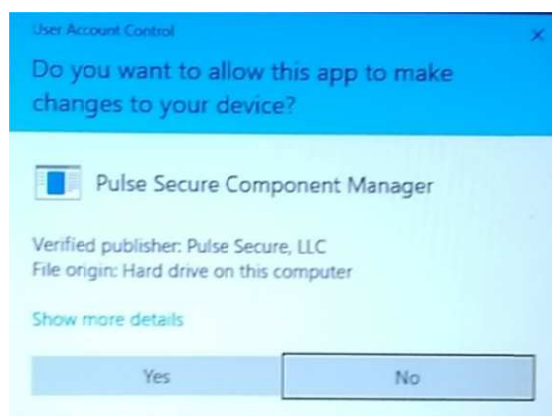 User Account Control
Do you want to allow this app to make
changes to your device?
Pulse Secure Component Manager
Verified publisher: Pulse Secure, LLC
File origin: Hard drive on this computer
Show more details
Yes
No